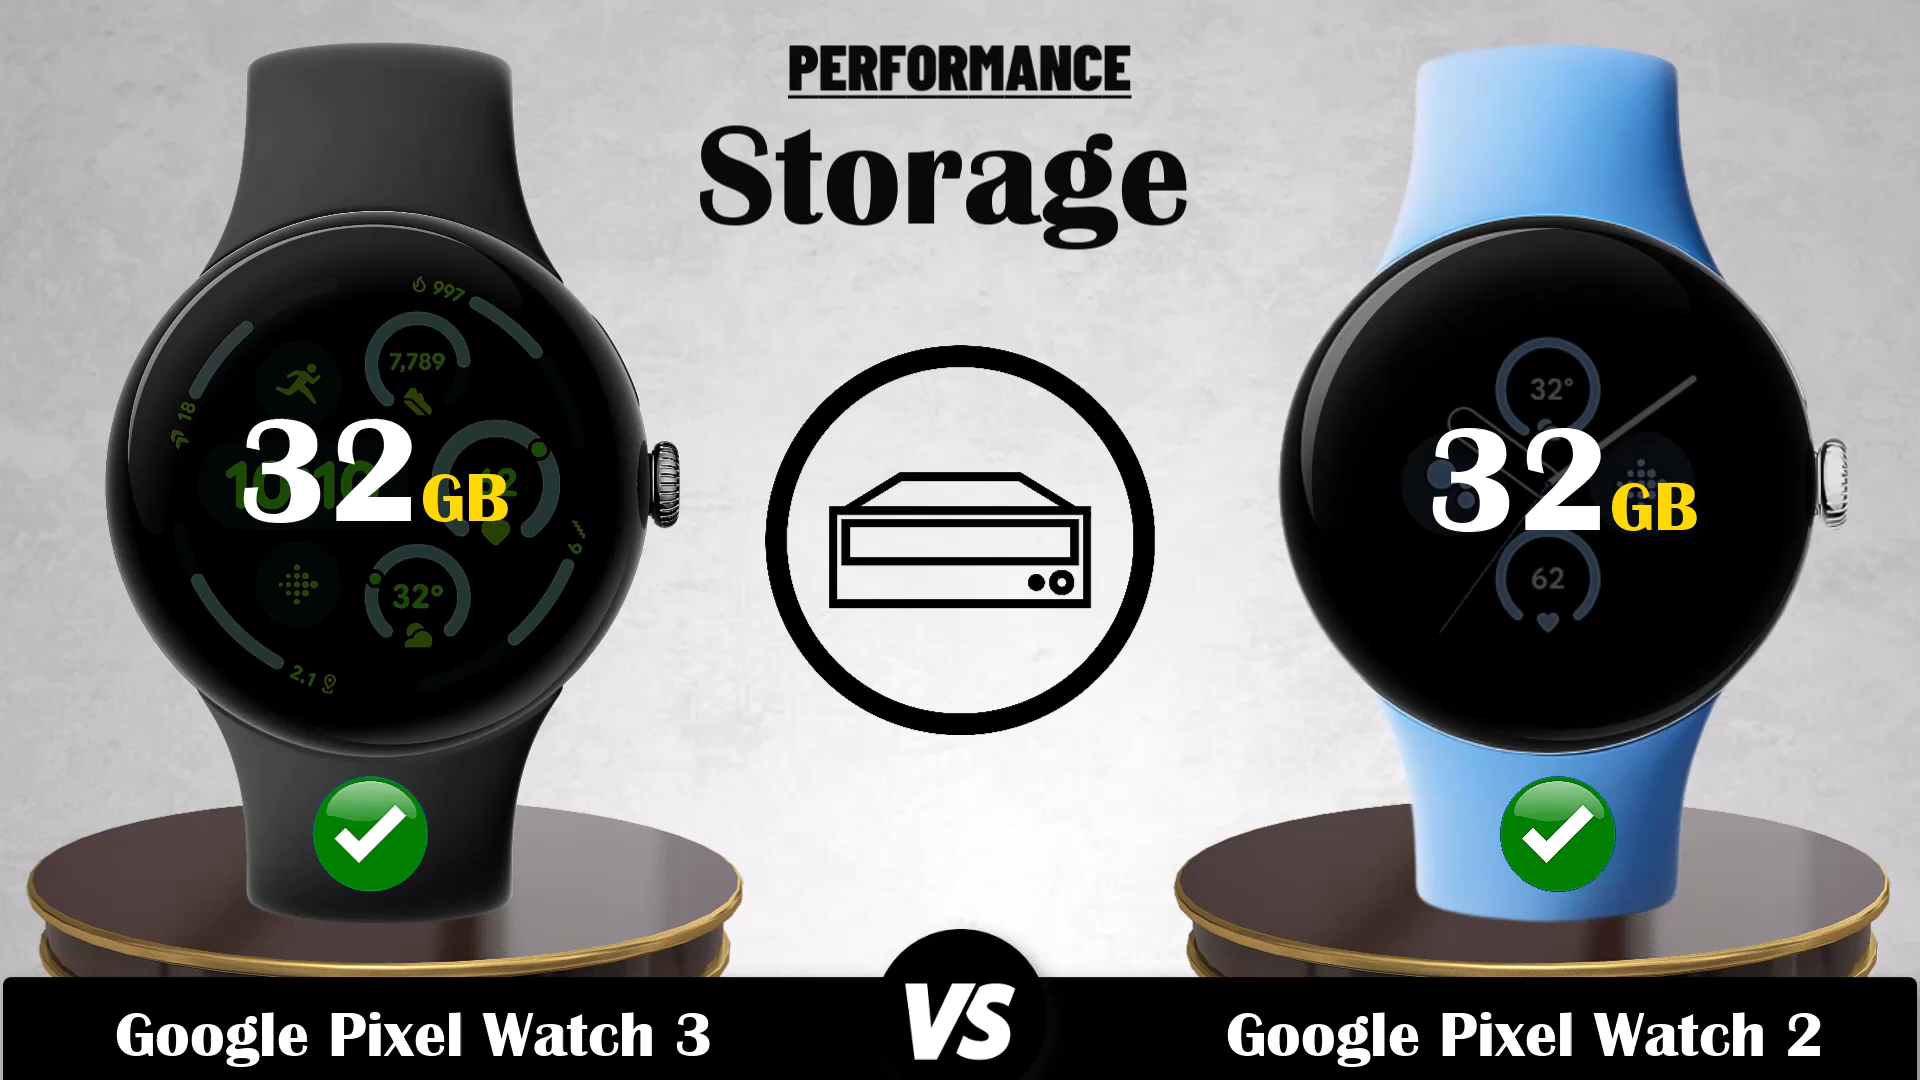 PERFORMANCE
Storage
997
7,789
18
32GB
32°
6
2.1
32°
32GB
62
Google Pixel Watch 3
VS
Google Pixel Watch 2